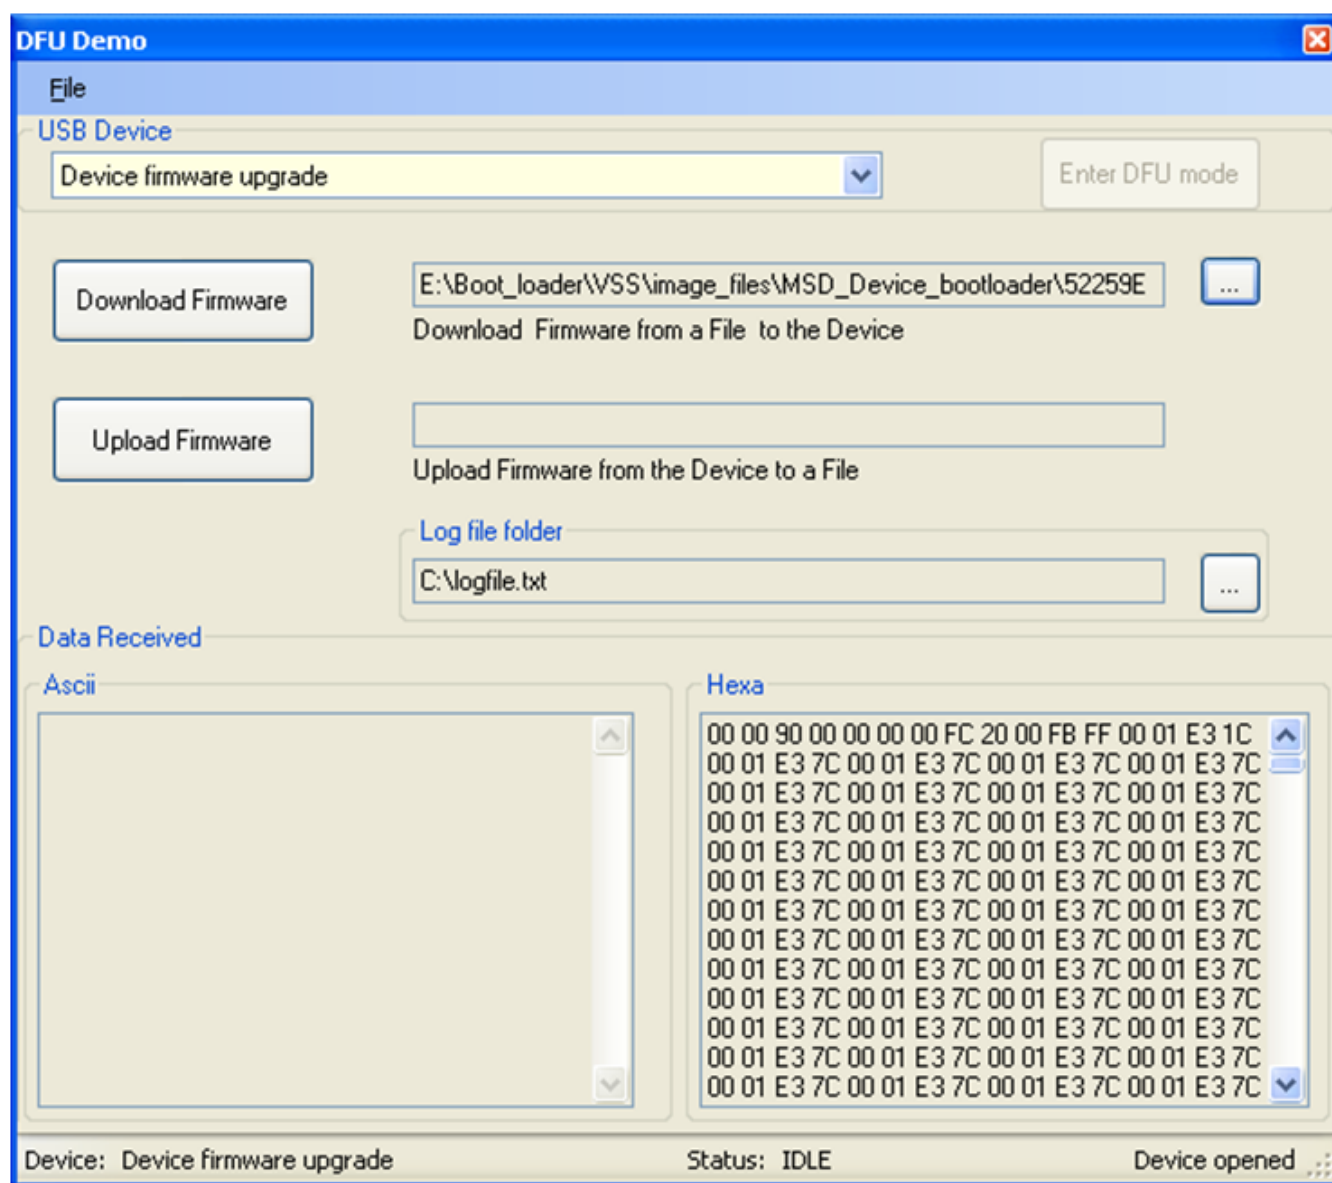 DFU Demo
File
USB Device
Device firmware upgrade
Enter DFU mode
Download Firmware
E:\Boot_loader\VSS\image_files\MSD_Device_bootloader\52259E
...
Download Firmware from a File to the Device
Upload Firmware
Upload Firmware from the Device to a File
Log file folder
C:\logfile.txt
...
Data Received
Ascii
Hexa
00 00 90 00 00 00 00 FC 20 00 FB FF 00 01 E3 1C
00 01 E3 7C 00 01 E3 7C 00 01 E3 7C 00 01 E3 7C
00 01 E3 7C 00 01 E3 7C 00 01 E3 7C 00 01 E3 7C
00 01 E3 7C 00 01 E3 7C 00 01 E3 7C 00 01 E3 7C
00 01 E3 7C 00 01 E3 7C 00 01 E3 7C 00 01 E3 7C
00 01 E3 7C 00 01 E3 7C 00 01 E3 7C 00 01 E3 7C
00 01 E3 7C 00 01 E3 7C 00 01 E3 7C 00 01 E3 7C
00 01 E3 7C 00 01 E3 7C 00 01 E3 7C 00 01 E3 7C
00 01 E3 7C 00 01 E3 7C 00 01 E3 7C 00 01 E3 7C
00 01 E3 7C 00 01 E3 7C 00 01 E3 7C 00 01 E3 7C
00 01 E3 7C 00 01 E3 7C 00 01 E3 7C 00 01 E3 7C
00 01 E3 7C 00 01 E3 7C 00 01 E3 7C 00 01 E3 7C
00 01 E3 7C 00 01 E3 7C 00 01 E3 7C 00 01 E3 7C
Device: Device firmware upgrade
Status: IDLE
Device opened